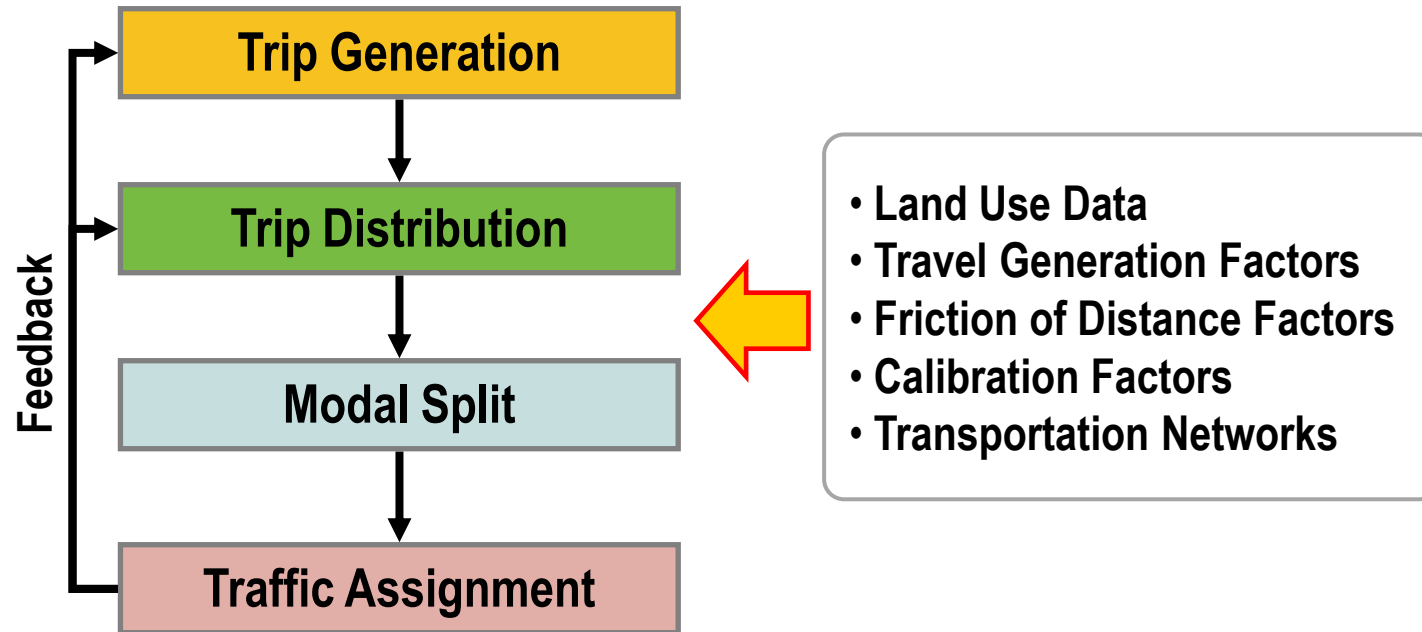 Trip Generation
Trip Distribution
Modal Split
Traffic Assignment
Feedback
• Land Use Data
• Travel Generation Factors
• Friction of Distance Factors
• Calibration Factors
• Transportation Networks